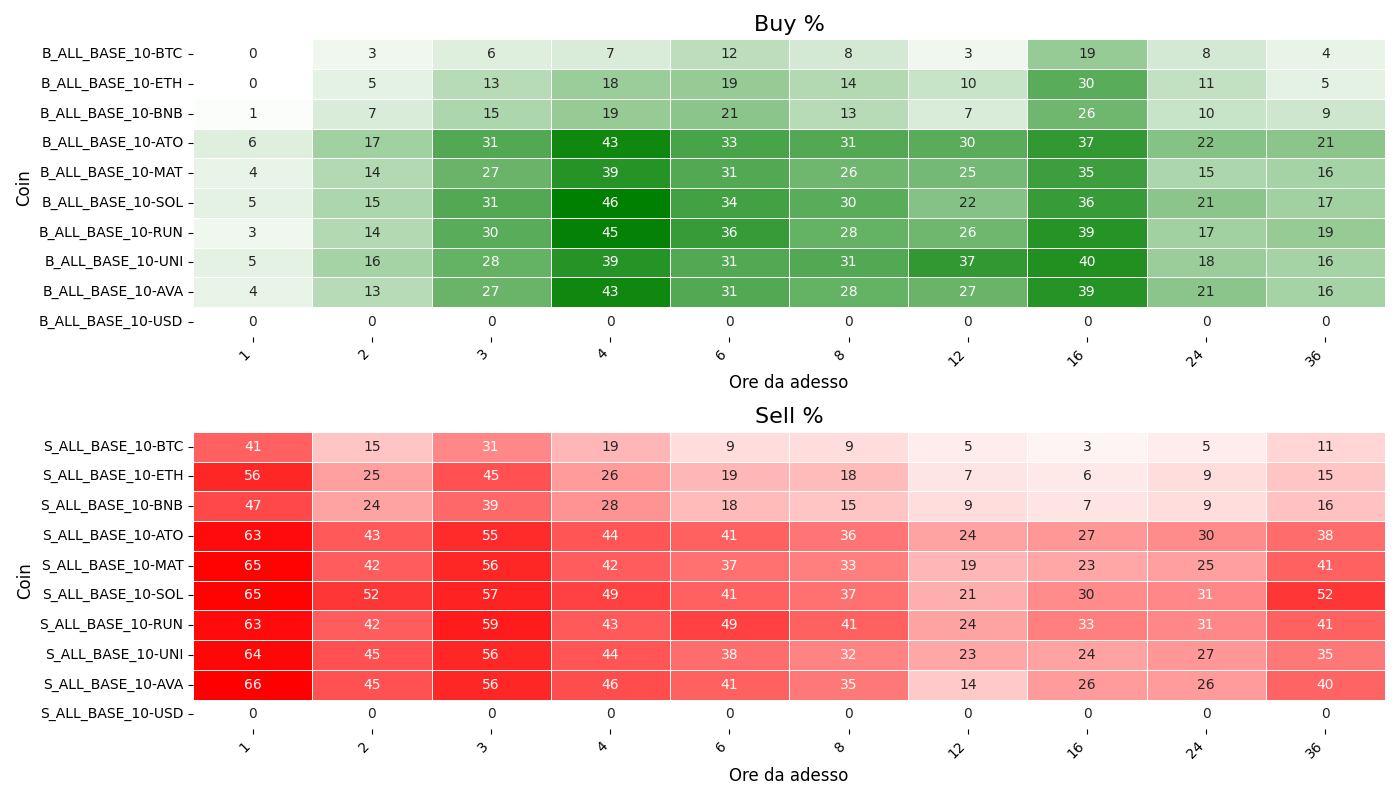 Buy %
Coin
B_ALL_BASE_10-BTC 0 3 6 7 12 8 3 19 8 4
B_ALL_BASE_10-ETH 0 5 13 18 19 14 10 30 11 5
B_ALL_BASE_10-BNB 1 7 15 19 21 13 7 26 10 9
B_ALL_BASE_10-ATO 6 17 31 43 33 31 30 37 22 21
B_ALL_BASE_10-MAT 4 14 27 39 31 26 25 35 15 16
B_ALL_BASE_10-SOL 5 15 31 46 34 30 22 36 21 17
B_ALL_BASE_10-RUN 3 14 30 45 36 28 26 39 17 19
B_ALL_BASE_10-UNI 5 16 28 39 31 31 37 40 18 16
B_ALL_BASE_10-AVA 4 13 27 43 31 28 27 39 21 16
B_ALL_BASE_10-USD 0 0 0 0 0 0 0 0 0 0
1 2 3 4 6 8 12 16 24 36
Ore da adesso
Sell %
Coin
S_ALL_BASE_10-BTC 41 15 31 19 9 9 5 3 5 11
S_ALL_BASE_10-ETH 56 25 45 26 19 18 7 6 9 15
S_ALL_BASE_10-BNB 47 24 39 28 18 15 9 7 9 16
S_ALL_BASE_10-ATO 63 43 55 44 41 36 24 27 30 38
S_ALL_BASE_10-MAT 65 42 56 42 37 33 19 23 25 41
S_ALL_BASE_10-SOL 65 52 57 49 41 37 21 30 31 52
S_ALL_BASE_10-RUN 63 42 59 43 49 41 24 33 31 41
S_ALL_BASE_10-UNI 64 45 56 44 38 32 23 24 27 35
S_ALL_BASE_10-AVA 66 45 56 46 41 35 14 26 26 40
S_ALL_BASE_10-USD 0 0 0 0 0 0 0 0 0 0
1 2 3 4 6 8 12 16 24 36
Ore da adesso